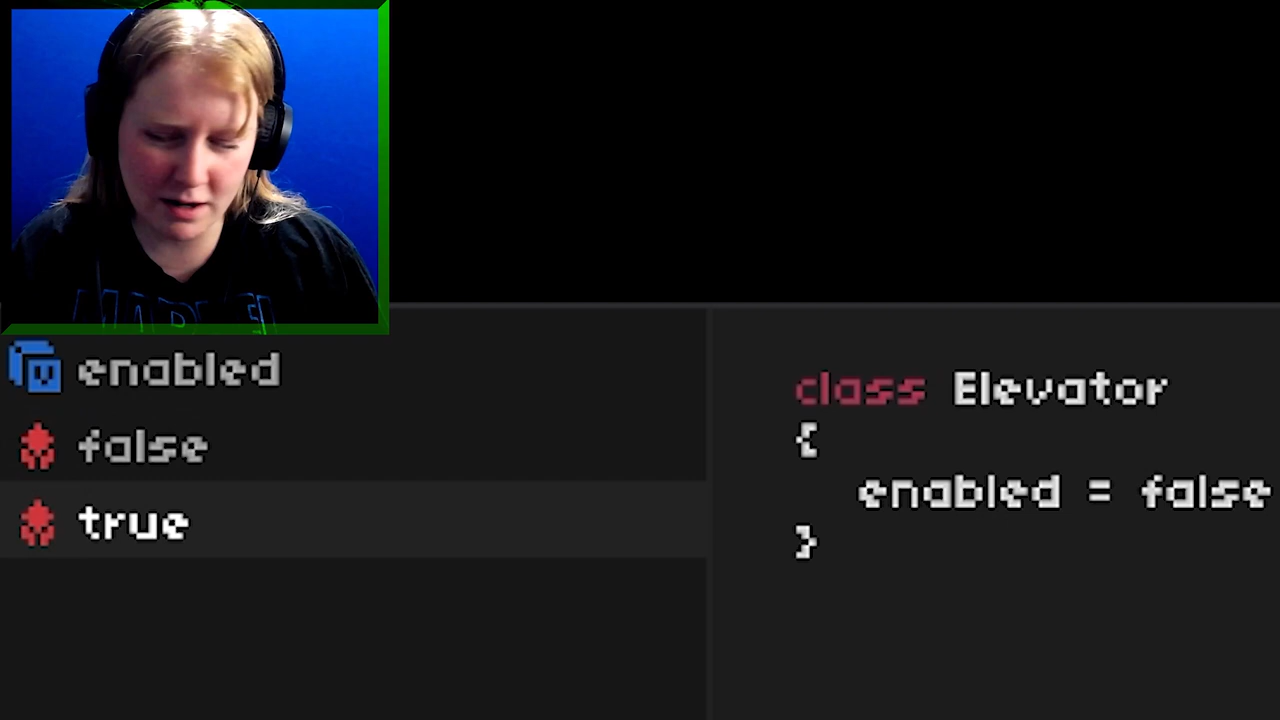 enabled
false
true
class Elevator
{
enabled = false
}